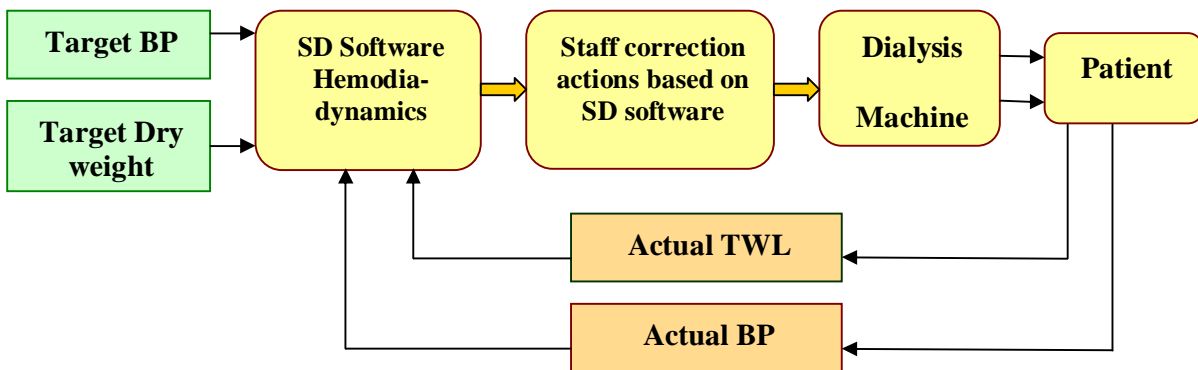 Target BP
Target Dry
weight
SD Software
Hemodia-
dynamics
Staff correction
actions based on
SD software
Dialysis
Machine
Patient
Actual TWL
Actual BP